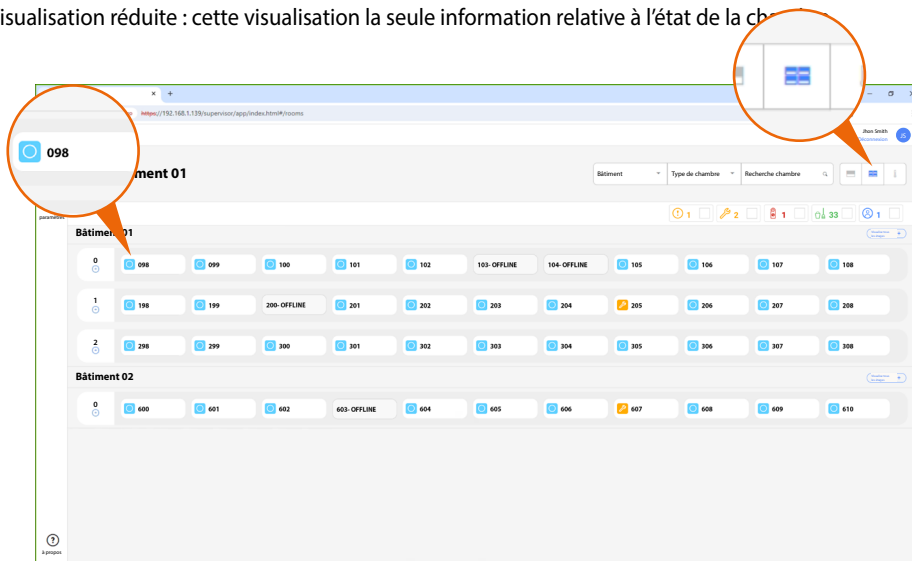 isualisation réduite : cette visualisation la seule information relative à l'état de la
× +
https://192.168.1.139/supervisor/app/index.html#/rooms
Jhon Smith
Déconnexion
JS
098
ment 01
Bâtiment
Type de chambre
Recherche chambre
paramètres
1 2 1 33 1
Bâtiment 01
0 098 099 100 101 102 103- OFFLINE 104- OFFLINE 105 106 107 108
1 198 199 200- OFFLINE 201 202 203 204 205 206 207 208
2 298 299 300 301 302 303 304 305 306 307 308
Bâtiment 02
0 600 601 602 603- OFFLINE 604 605 606 607 608 609 610
?
à propos